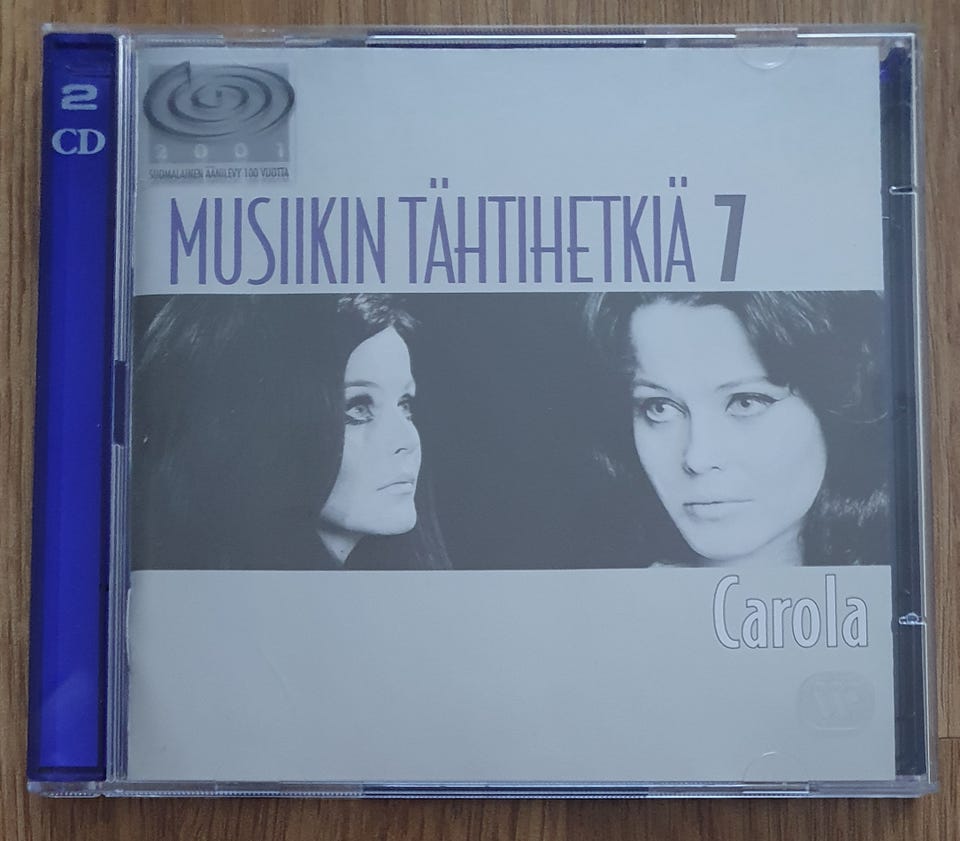 2
CD
2001
SUOMALAINEN ÄÄNILEVY 100 VUOTTA
MUSIIKIN TÄHTIHETKIÄ 7
Carola